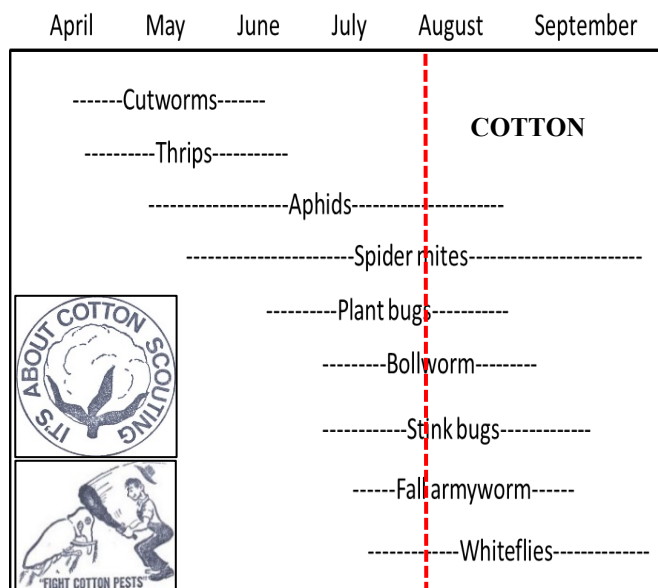 April May June July August September
-------Cutworms-------
COTTON
----------Thrips-----------
--------------------Aphids----------------------
------------------------Spider mites-------------------------
----------Plant bugs-----------
---------Bollworm---------
------------Stink bugs-------------
------Fall armyworm------
-------------Whiteflies--------------
IT'S ABOUT COTTON SCOUTING
"FIGHT COTTON PESTS"